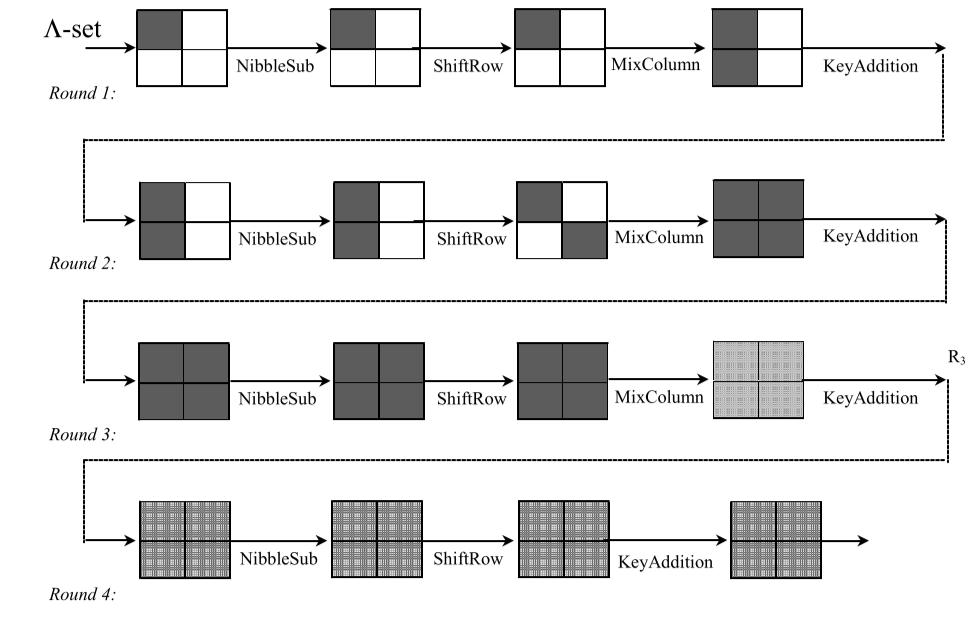 Λ-set
NibbleSub ShiftRow MixColumn KeyAddition
Round 1:
NibbleSub ShiftRow MixColumn KeyAddition
Round 2:
R3
NibbleSub ShiftRow MixColumn KeyAddition
Round 3:
NibbleSub ShiftRow KeyAddition
Round 4: